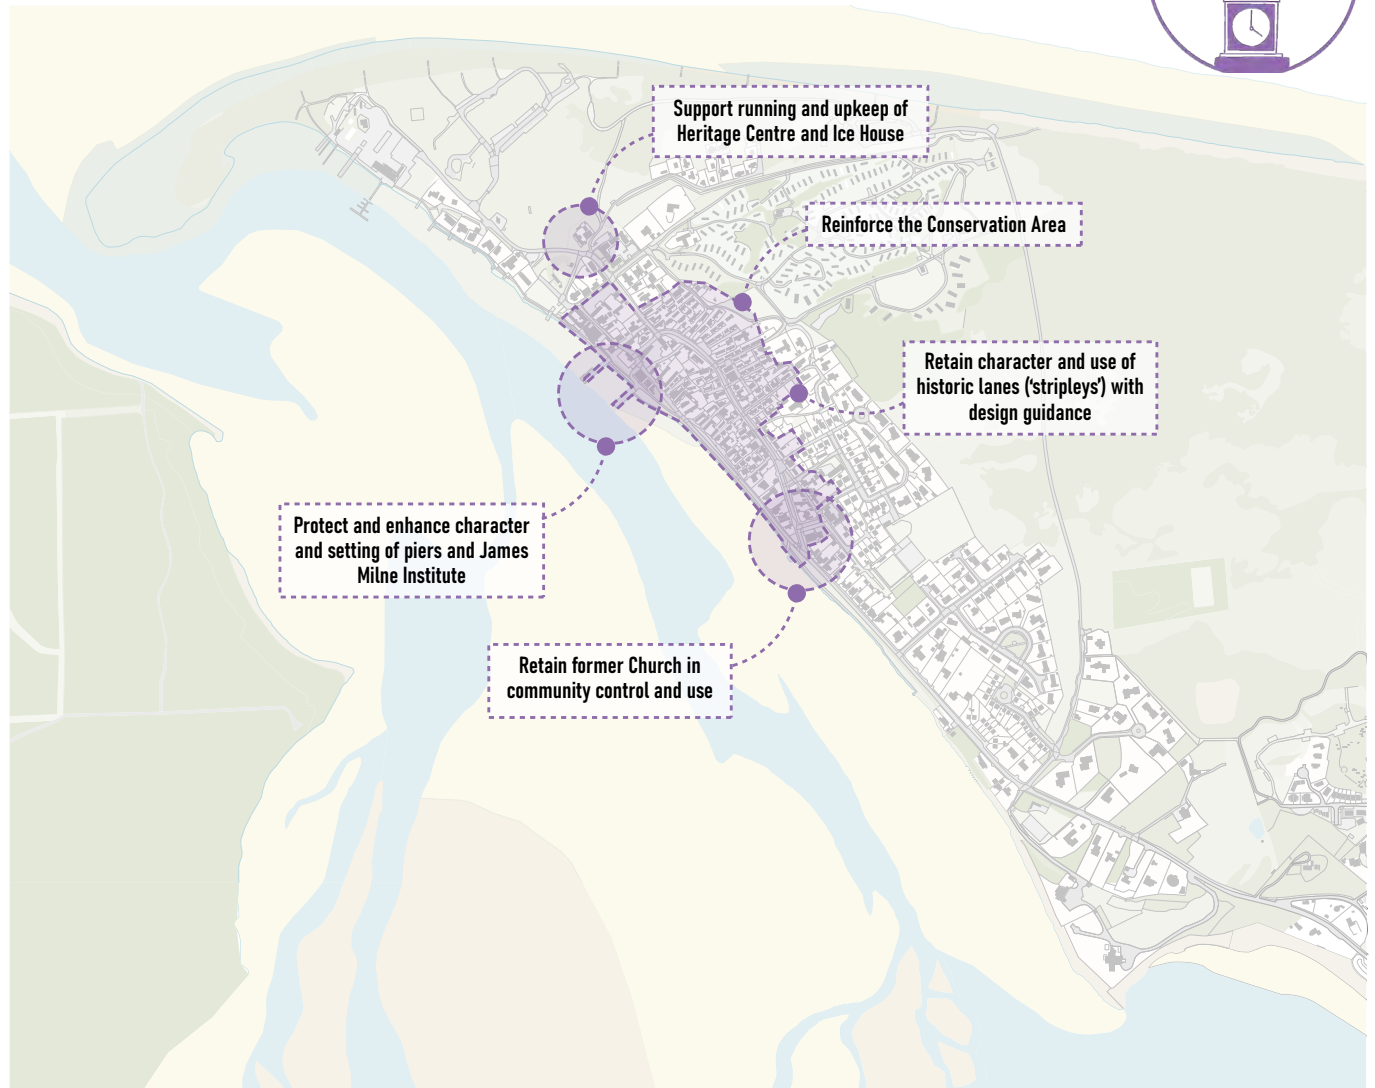 Support running and upkeep of
Heritage Centre and Ice House
Reinforce the Conservation Area
Retain character and use of
historic lanes (‘stripleys’) with
design guidance
Protect and enhance character
and setting of piers and James
Milne Institute
Retain former Church in
community control and use